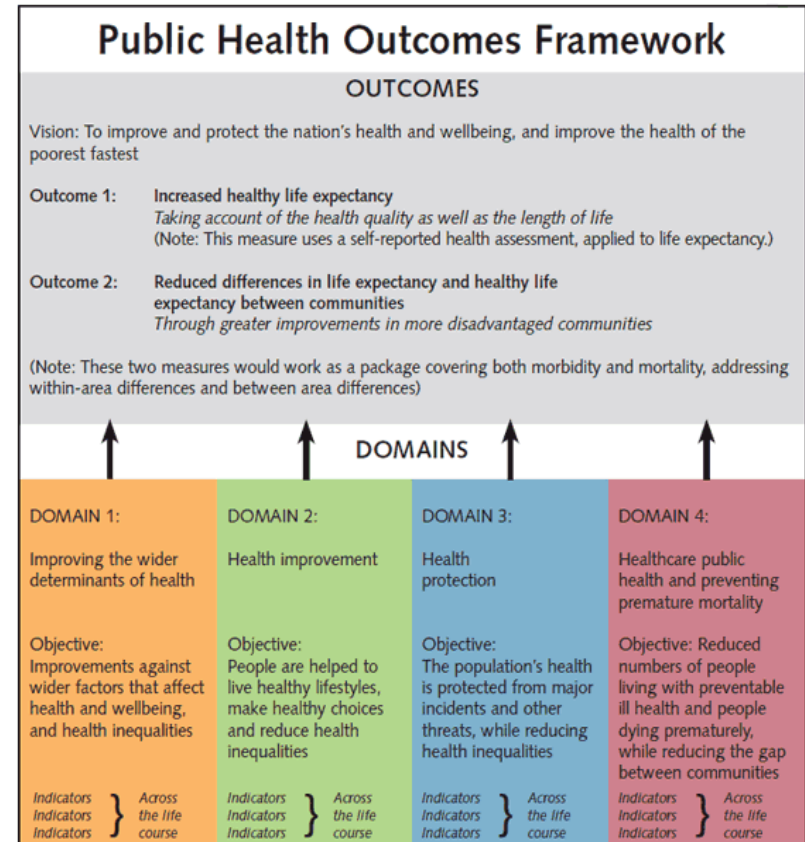 Public Health Outcomes Framework
OUTCOMES
Vision: To improve and protect the nation's health and wellbeing, and improve the health of the
poorest fastest
Outcome 1: Increased healthy life expectancy
Taking account of the health quality as well as the length of life
(Note: This measure uses a self-reported health assessment, applied to life expectancy.)
Outcome 2: Reduced differences in life expectancy and healthy life
expectancy between communities
Through greater improvements in more disadvantaged communities
(Note: These two measures would work as a package covering both morbidity and mortality, addressing
within-area differences and between area differences)
DOMAINS
DOMAIN 1:
Improving the wider
determinants of health
Objective:
Improvements against
wider factors that affect
health and wellbeing,
and health inequalities
Indicators } Across
Indicators the life
Indicators course
DOMAIN 2:
Health improvement
Objective:
People are helped to
live healthy lifestyles,
make healthy choices
and reduce health
inequalities
Indicators } Across
Indicators the life
Indicators course
DOMAIN 3:
Health
protection
Objective:
The population's health
is protected from major
incidents and other
threats, while reducing
health inequalities
Indicators } Across
Indicators the life
Indicators course
DOMAIN 4:
Healthcare public
health and preventing
premature mortality
Objective: Reduced
numbers of people
living with preventable
ill health and people
dying prematurely,
while reducing the gap
between communities
Indicators } Across
Indicators the life
Indicators course